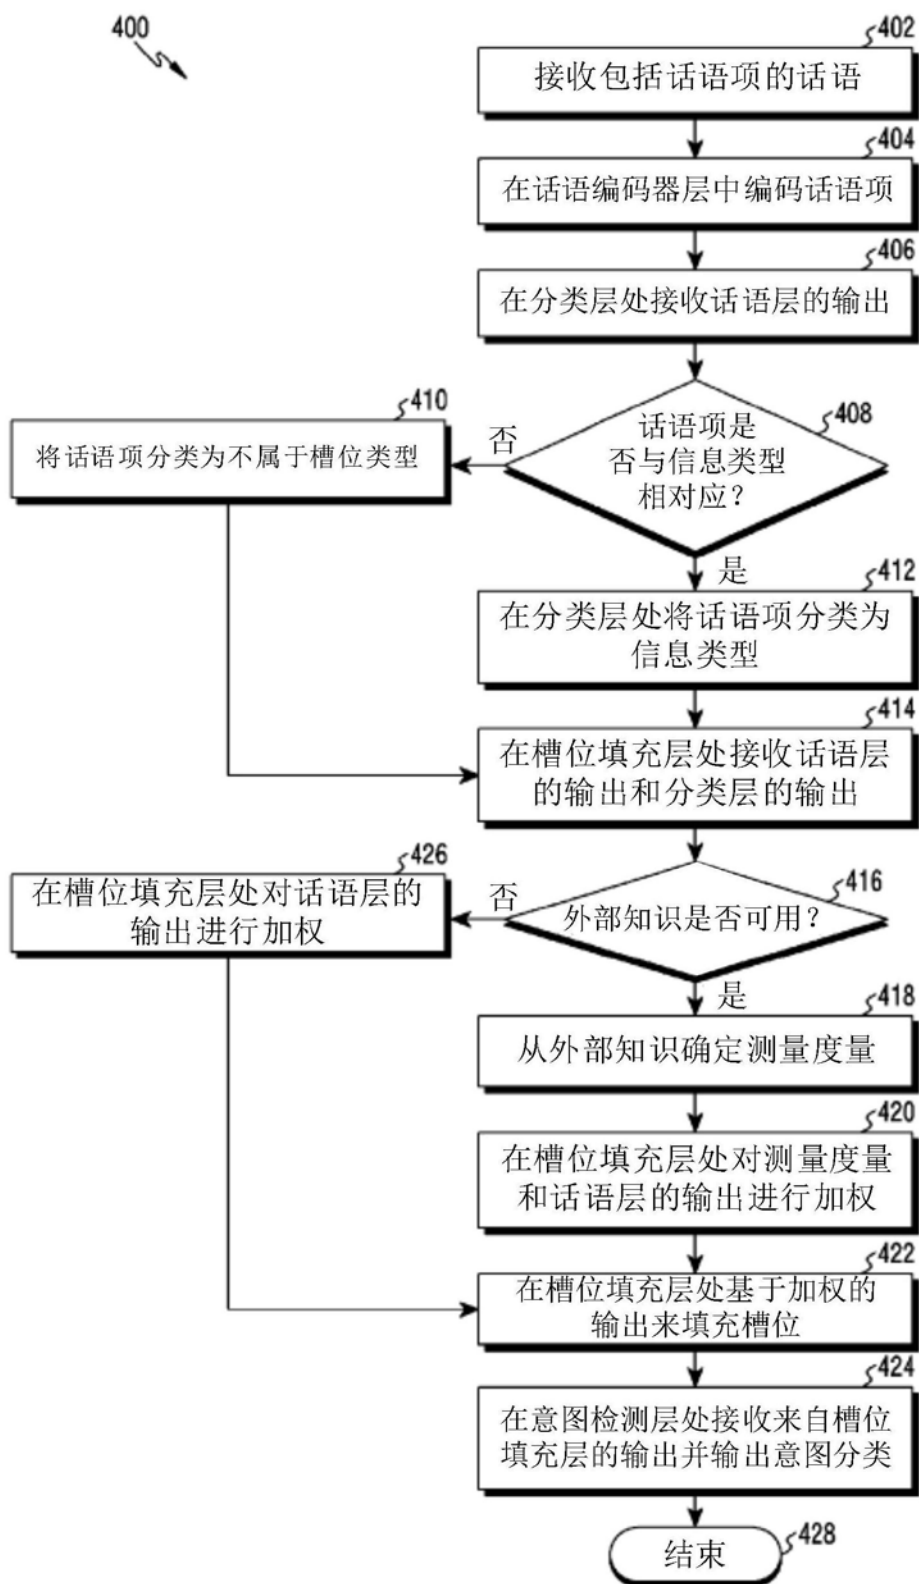 400
402
接收包括话语项的话语
404
在话语编码器层中编码话语项
406
在分类层处接收话语层的输出
408
话语项是
否与信息类型
相对应？
否
410
将话语项分类为不属于槽位类型
是
412
在分类层处将话语项分类为
信息类型
414
在槽位填充层处接收话语层
的输出和分类层的输出
416
外部知识是否可用？
否
426
在槽位填充层处对话语层的
输出进行加权
是
418
从外部知识确定测量度量
420
在槽位填充层处对测量度量
和话语层的输出进行加权
422
在槽位填充层处基于加权的
输出来填充槽位
424
在意图检测层处接收来自槽位
填充层的输出并输出意图分类
428
结束